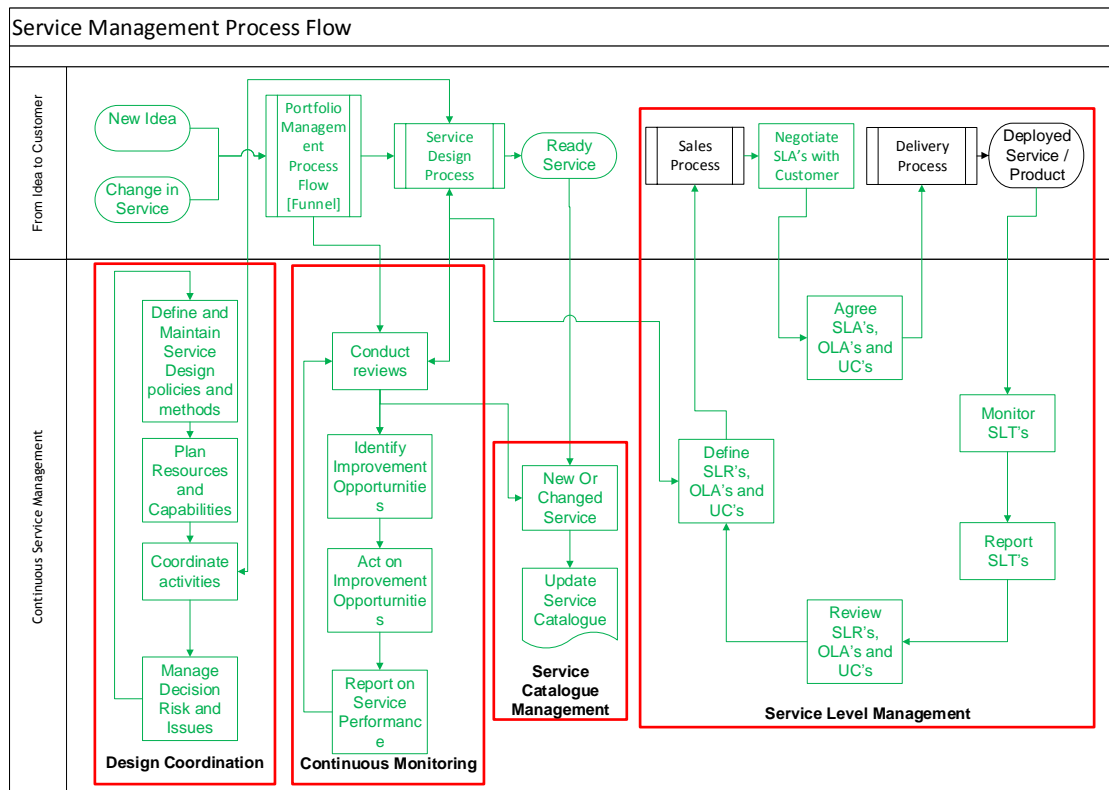 Service Management Process Flow
From Idea to Customer
New Idea
Change in
Service
Portfolio
Managem
ent
Process
Flow
[Funnel]
Service
Design
Process
Ready
Service
Sales
Process
Negotiate
SLA's with
Customer
Delivery
Process
Deployed
Service /
Product
Continuous Service Management
Define and
Maintain
Service
Design
policies and
methods
Plan
Resources
and
Capabilities
Coordinate
activities
Manage
Decision
Risk and
Issues
Design Coordination
Conduct
reviews
Identify
Improvement
Opportunitie
s
Act on
Improvement
Opportunitie
s
Report on
Service
Performanc
e
Continuous Monitoring
New Or
Changed
Service
Update
Service
Catalogue
Service
Catalogue
Management
Agree
SLA's,
OLA's and
UC's
Define
SLR's,
OLA's and
UC's
Monitor
SLT's
Report
SLT's
Review
SLR's,
OLA's and
UC's
Service Level Management